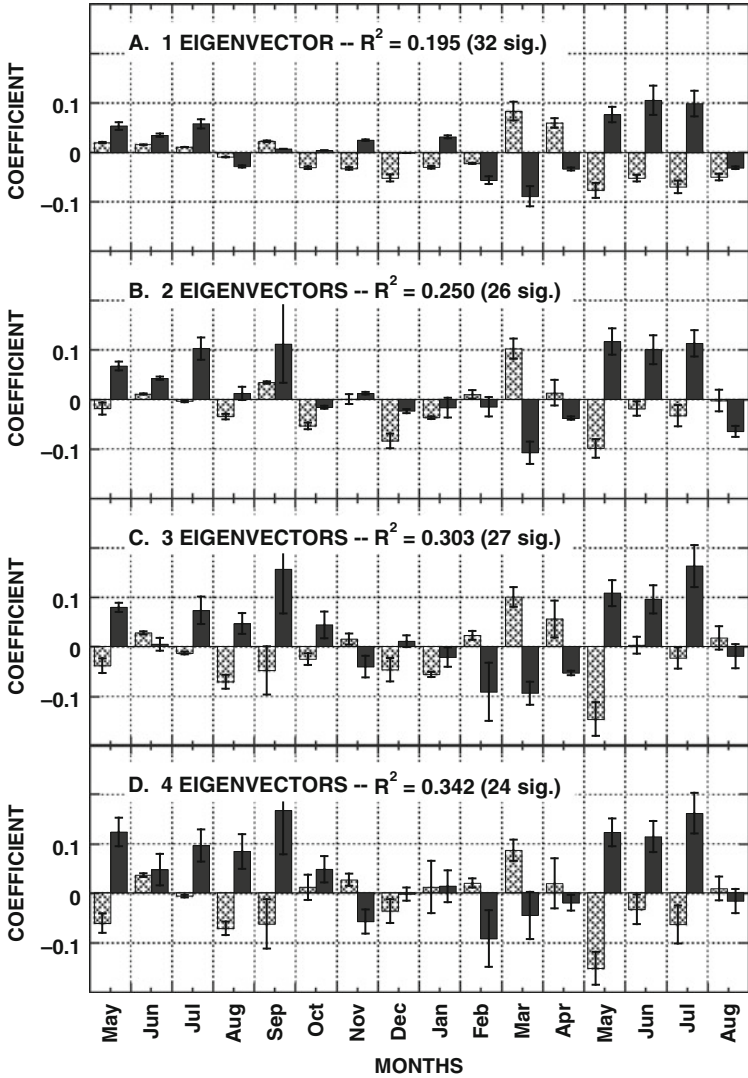 A. 1 EIGENVECTOR -- R² = 0.195 (32 sig.)
COEFFICIENT
0.1
0
−0.1
B. 2 EIGENVECTORS -- R² = 0.250 (26 sig.)
COEFFICIENT
0.1
0
−0.1
C. 3 EIGENVECTORS -- R² = 0.303 (27 sig.)
COEFFICIENT
0.1
0
−0.1
D. 4 EIGENVECTORS -- R² = 0.342 (24 sig.)
COEFFICIENT
0.1
0
−0.1
May Jun Jul Aug Sep Oct Nov Dec Jan Feb Mar Apr May Jun Jul Aug
MONTHS